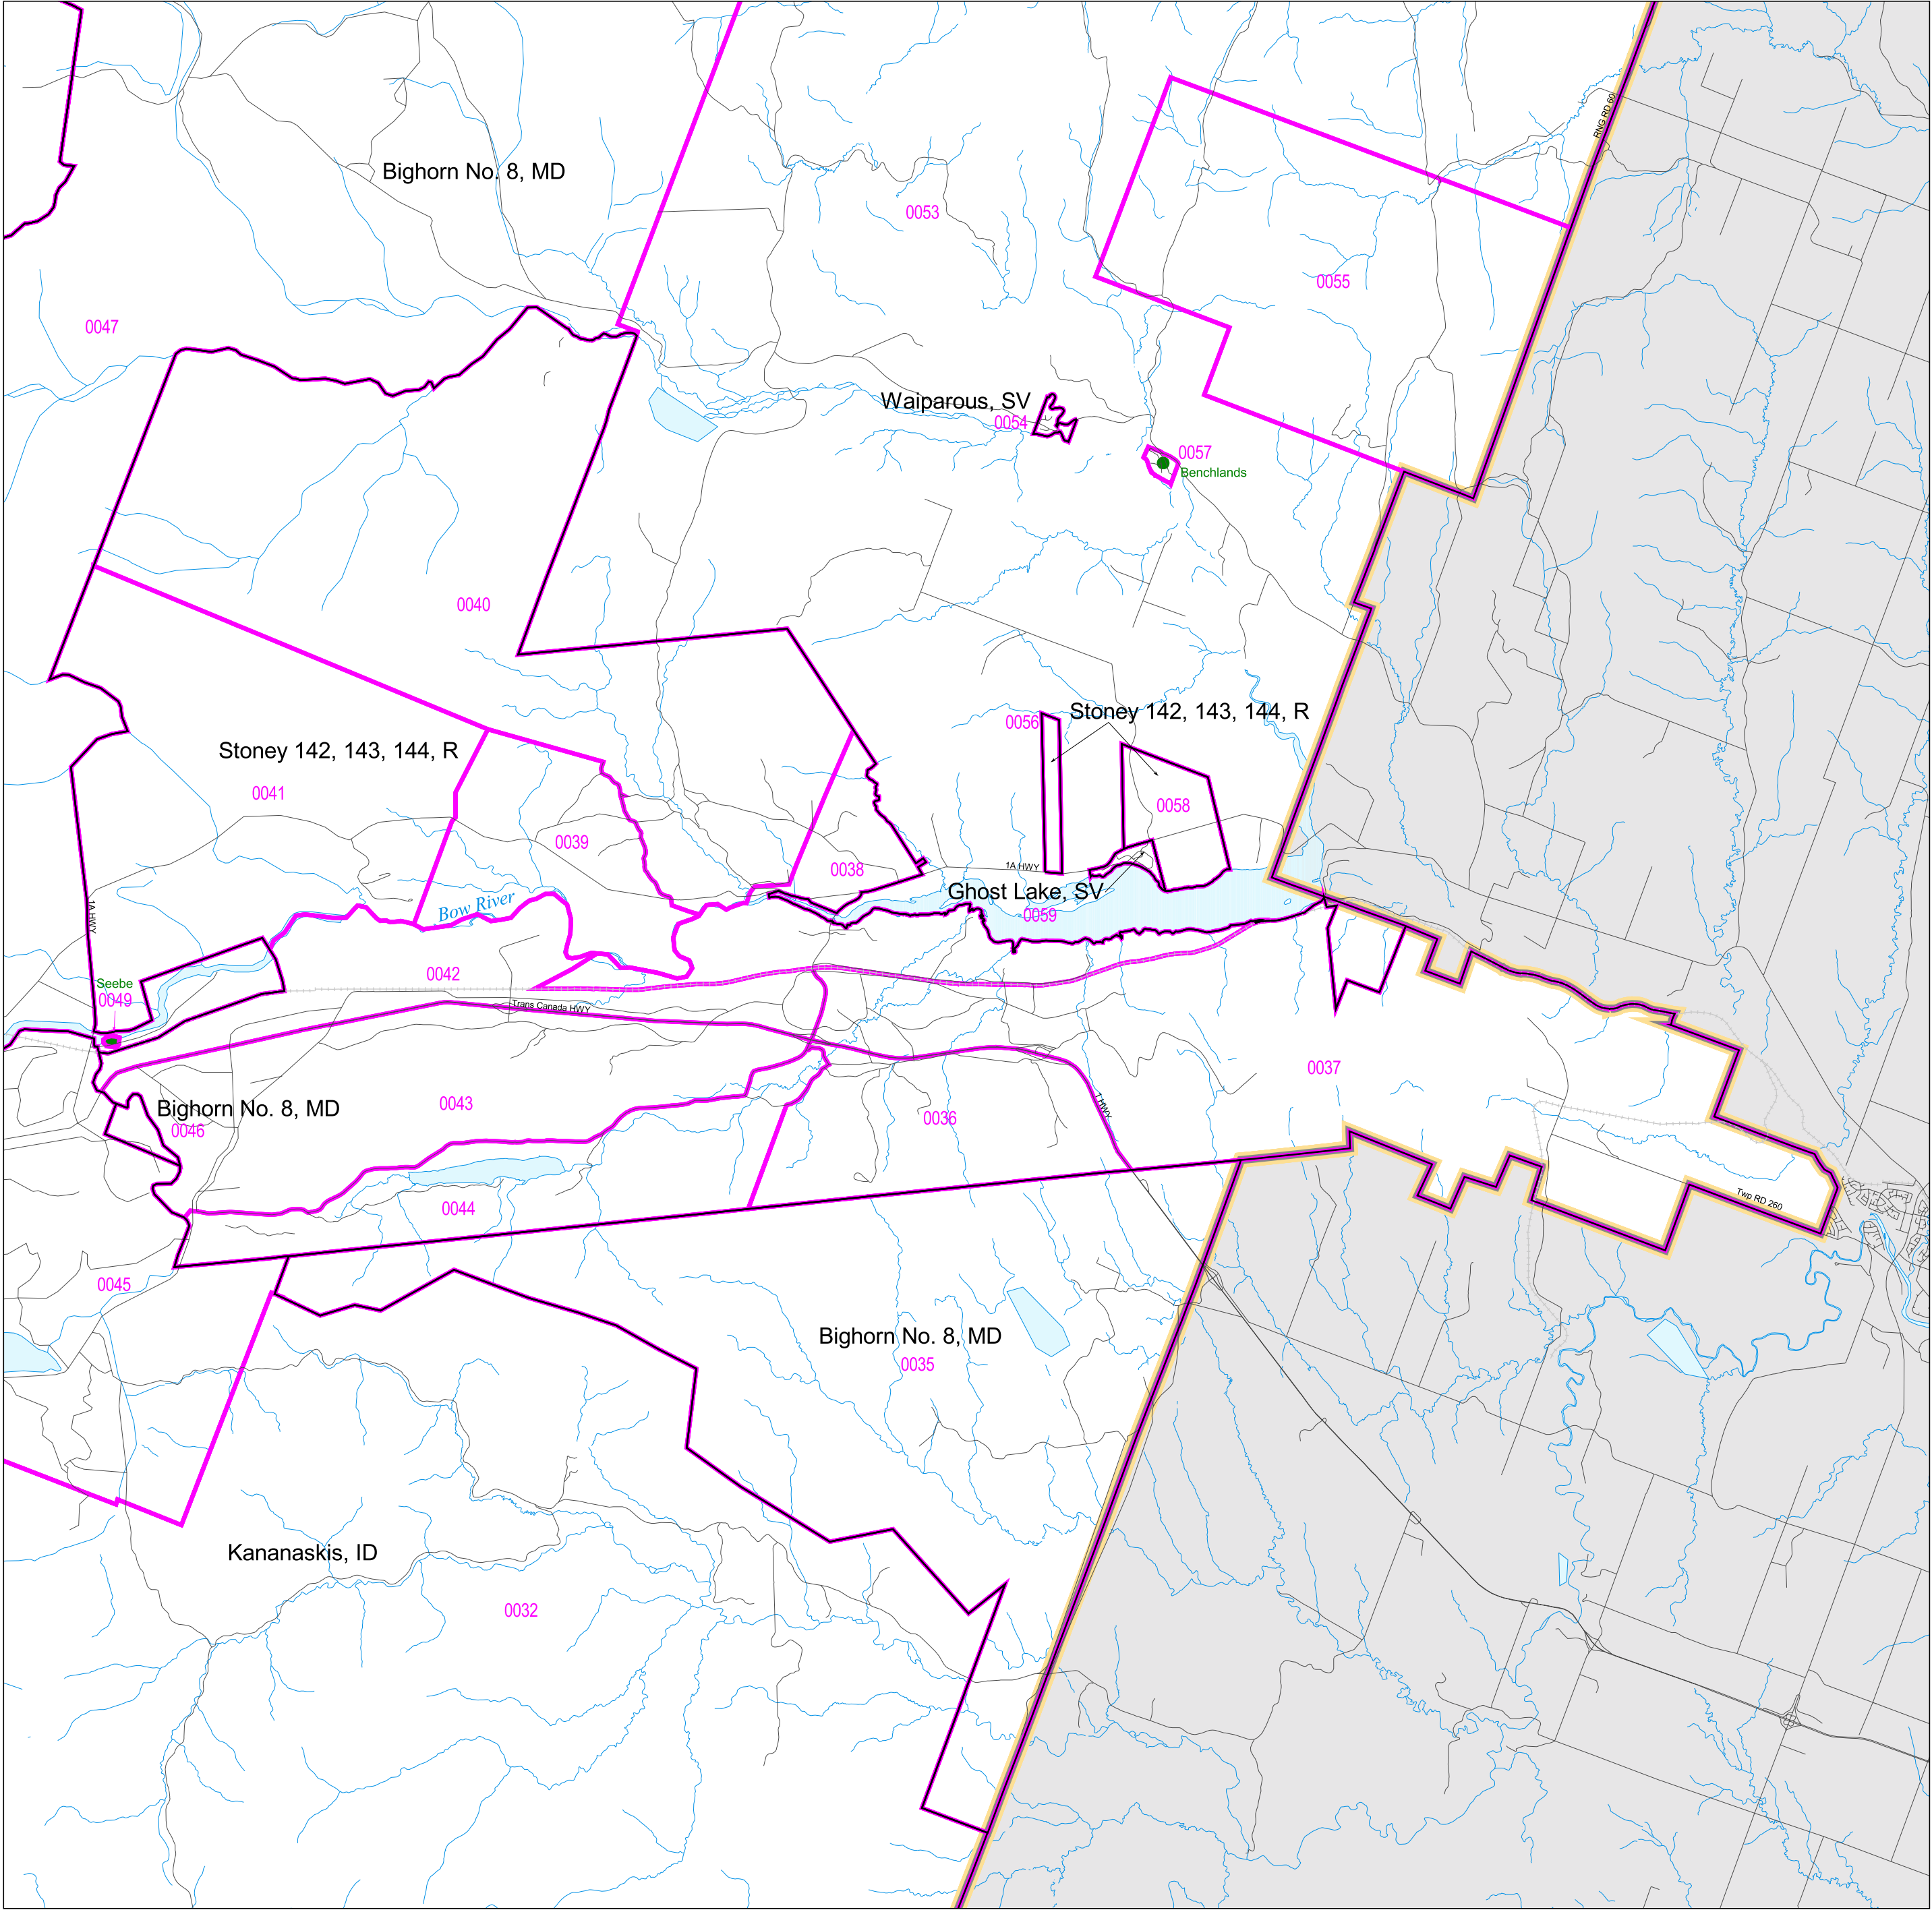 RNG RD 60
Bighorn No. 8, MD
0053
0055
0047
Waiparous, SV
0054
0057
Benchlands
0040
Stoney 142, 143, 144, R
0056
Stoney 142, 143, 144, R
0041
0058
0039
0038
1A HWY
Ghost Lake, SV
0059
Bow River
1A HWY
0042
Seebe
0049
Trans Canada HWY
0037
Bighorn No. 8, MD
0043
0046
0036
1 HWY
Twp RD 260
0044
0045
Bighorn No. 8, MD
0035
Kananaskis, ID
0032